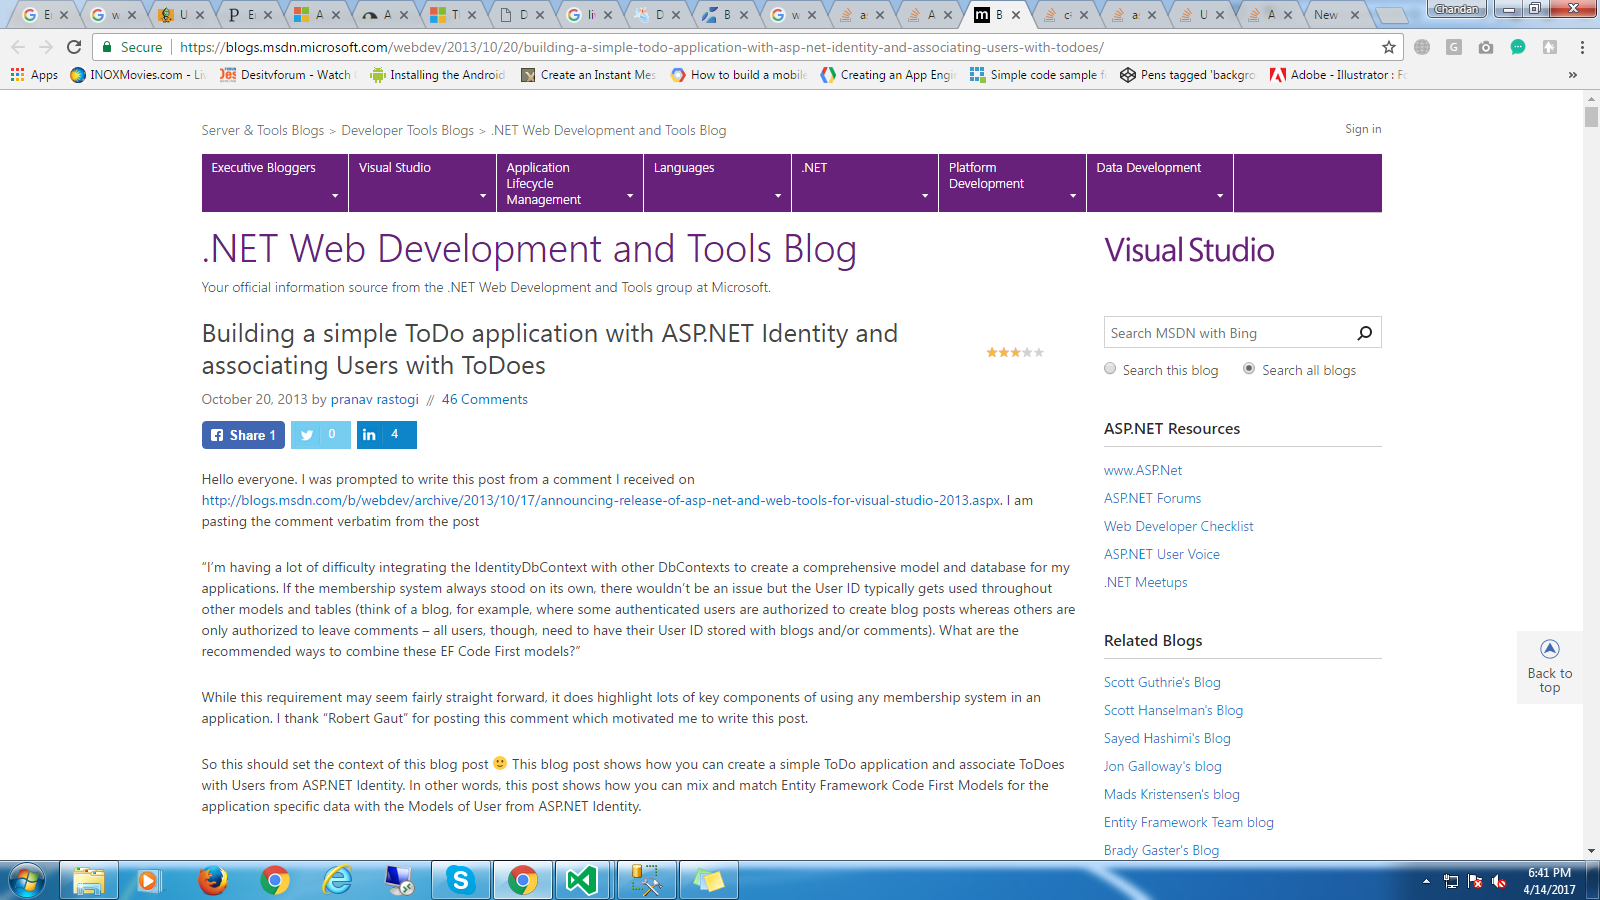 E
w
U
P E
A
A
T
D
G li
D
B
w
a
A
m B
c
a
U
A
New
Chandan
Secure https://blogs.msdn.microsoft.com/webdev/2013/10/20/building-a-simple-todo-application-with-asp-net-identity-and-associating-users-with-todoes/
Apps INOXMovies.com - Liv Desitvforum - Watch Installing the Android Create an Instant Mes How to build a mobile Creating an App Engi Simple code sample f Pens tagged 'backgro Adobe - Illustrator : Fo »
Server & Tools Blogs > Developer Tools Blogs > .NET Web Development and Tools Blog
Sign in
Executive Bloggers
Visual Studio
Application
Lifecycle
Management
Languages
.NET
Platform
Development
Data Development
.NET Web Development and Tools Blog
Your official information source from the .NET Web Development and Tools group at Microsoft.
Building a simple ToDo application with ASP.NET Identity and
associating Users with ToDoes
October 20, 2013 by pranav rastogi // 46 Comments
Share 1
0
in 4
Hello everyone. I was prompted to write this post from a comment I received on
http://blogs.msdn.com/b/webdev/archive/2013/10/17/announcing-release-of-asp-net-and-web-tools-for-visual-studio-2013.aspx. I am
pasting the comment verbatim from the post
“I’m having a lot of difficulty integrating the IdentityDbContext with other DbContexts to create a comprehensive model and database for my
applications. If the membership system always stood on its own, there wouldn’t be an issue but the User ID typically gets used throughout
other models and tables (think of a blog, for example, where some authenticated users are authorized to create blog posts whereas others are
only authorized to leave comments – all users, though, need to have their User ID stored with blogs and/or comments). What are the
recommended ways to combine these EF Code First models?”
While this requirement may seem fairly straight forward, it does highlight lots of key components of using any membership system in an
application. I thank “Robert Gaut” for posting this comment which motivated me to write this post.
So this should set the context of this blog post 🙂 This blog post shows how you can create a simple ToDo application and associate ToDoes
with Users from ASP.NET Identity. In other words, this post shows how you can mix and match Entity Framework Code First Models for the
application specific data with the Models of User from ASP.NET Identity.
Visual Studio
Search MSDN with Bing
Search this blog
Search all blogs
ASP.NET Resources
www.ASP.Net
ASP.NET Forums
Web Developer Checklist
ASP.NET User Voice
.NET Meetups
Related Blogs
Scott Guthrie's Blog
Scott Hanselman's Blog
Sayed Hashimi's Blog
Jon Galloway's blog
Mads Kristensen's blog
Entity Framework Team blog
Brady Gaster's Blog
Back to
top
6:41 PM
4/14/2017